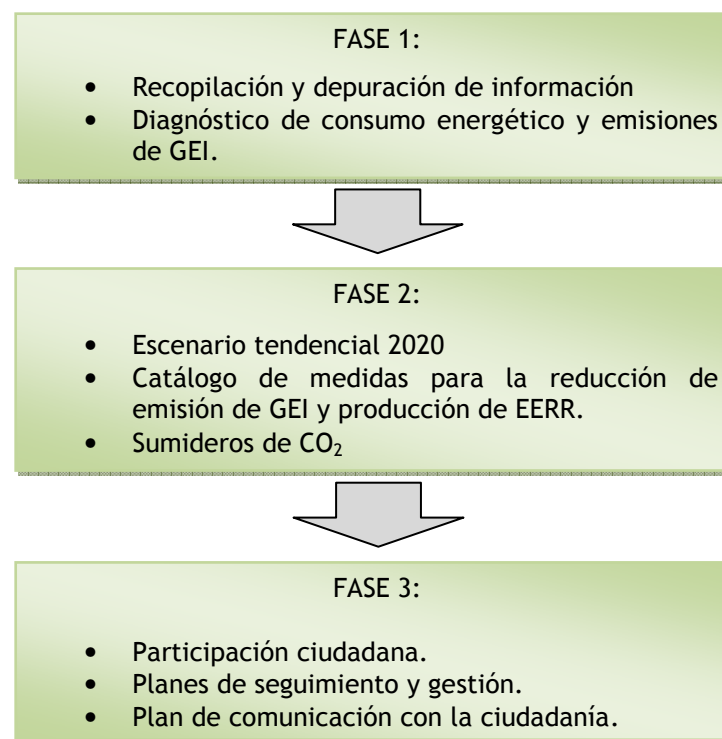 FASE 1:
• Recopilación y depuración de información
• Diagnóstico de consumo energético y emisiones
de GEI.
FASE 2:
• Escenario tendencial 2020
• Catálogo de medidas para la reducción de
emisión de GEI y producción de EERR.
• Sumideros de CO₂
FASE 3:
• Participación ciudadana.
• Planes de seguimiento y gestión.
• Plan de comunicación con la ciudadanía.